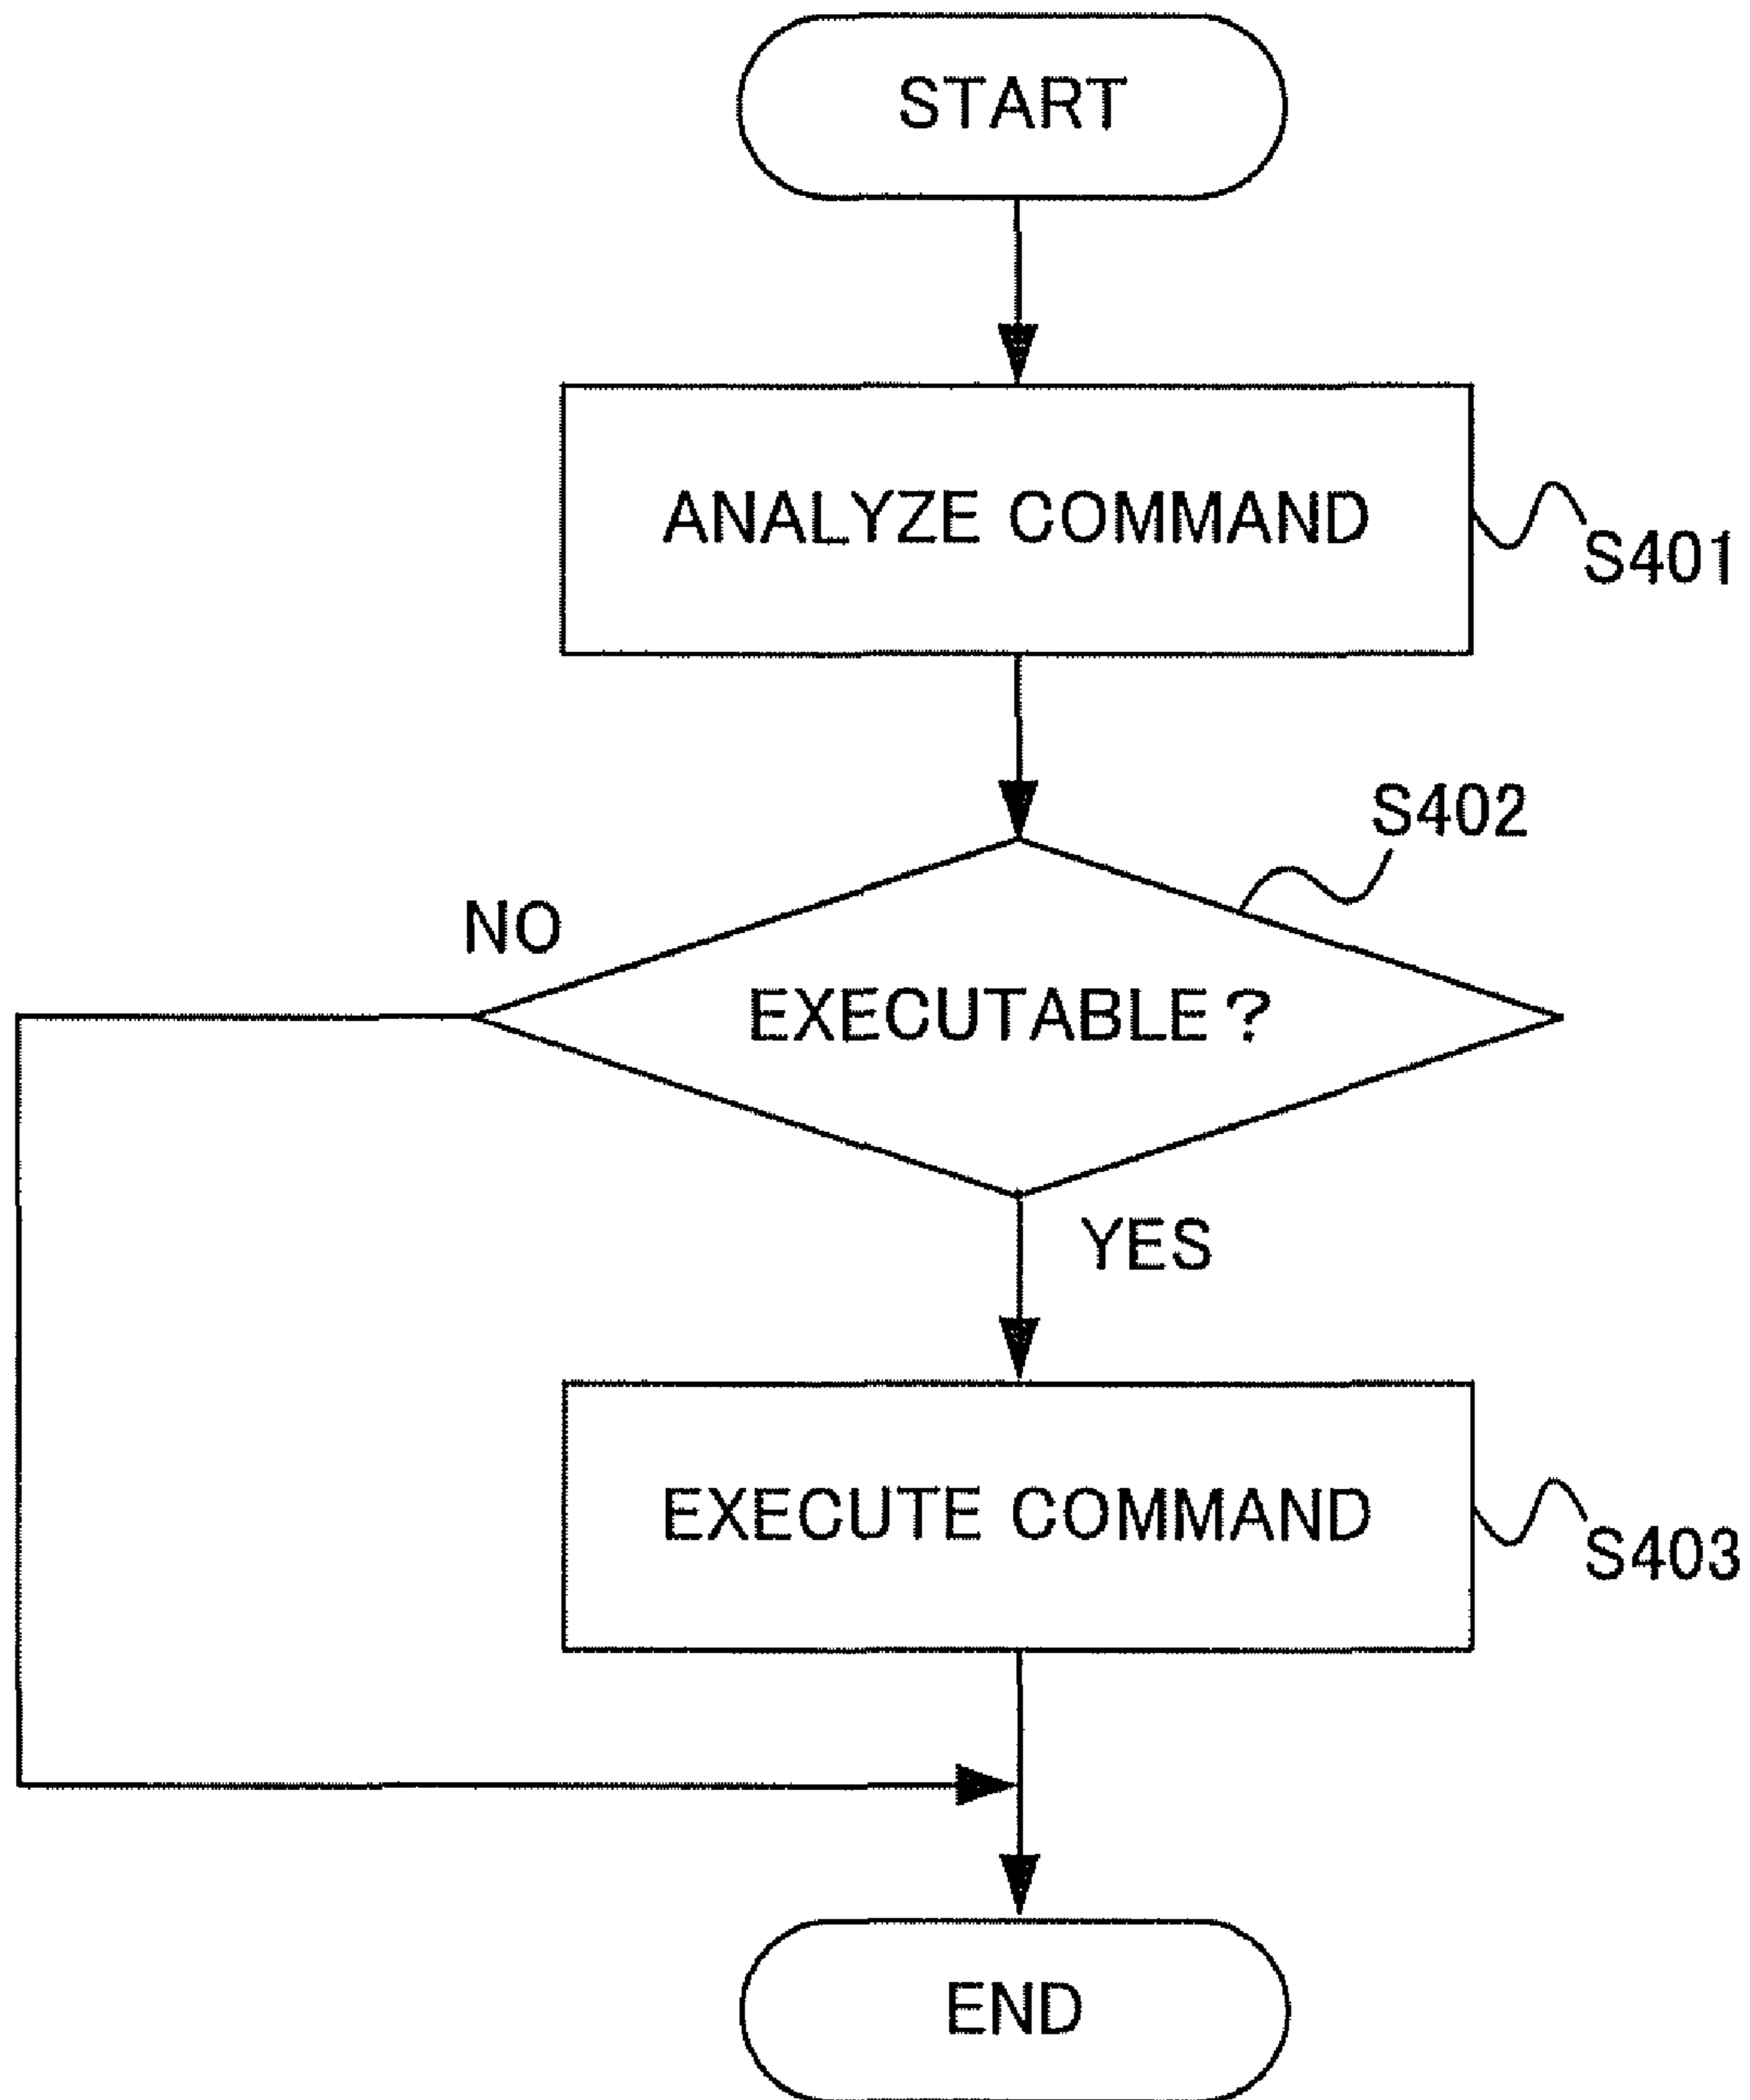 START
ANALYZE COMMAND
S401
S402
NO
EXECUTABLE?
YES
EXECUTE COMMAND
S403
END